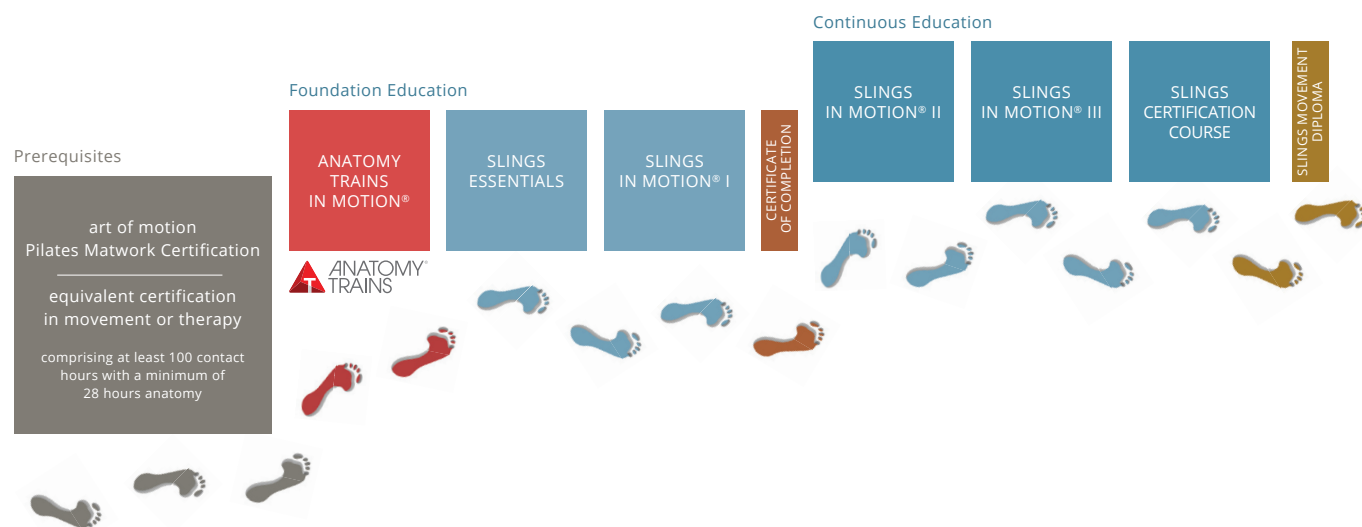 Prerequisites
art of motion
Pilates Matwork Certification
equivalent certification
in movement or therapy
comprising at least 100 contact
hours with a minimum of
28 hours anatomy
Foundation Education
ANATOMY
TRAINS
IN MOTION®
ANATOMY®
TRAINS
SLINGS
ESSENTIALS
SLINGS
IN MOTION® I
CERTIFICATE
OF COMPLETION
Continuous Education
SLINGS
IN MOTION® II
SLINGS
IN MOTION® III
SLINGS
CERTIFICATION
COURSE
SLINGS MOVEMENT
DIPLOMA